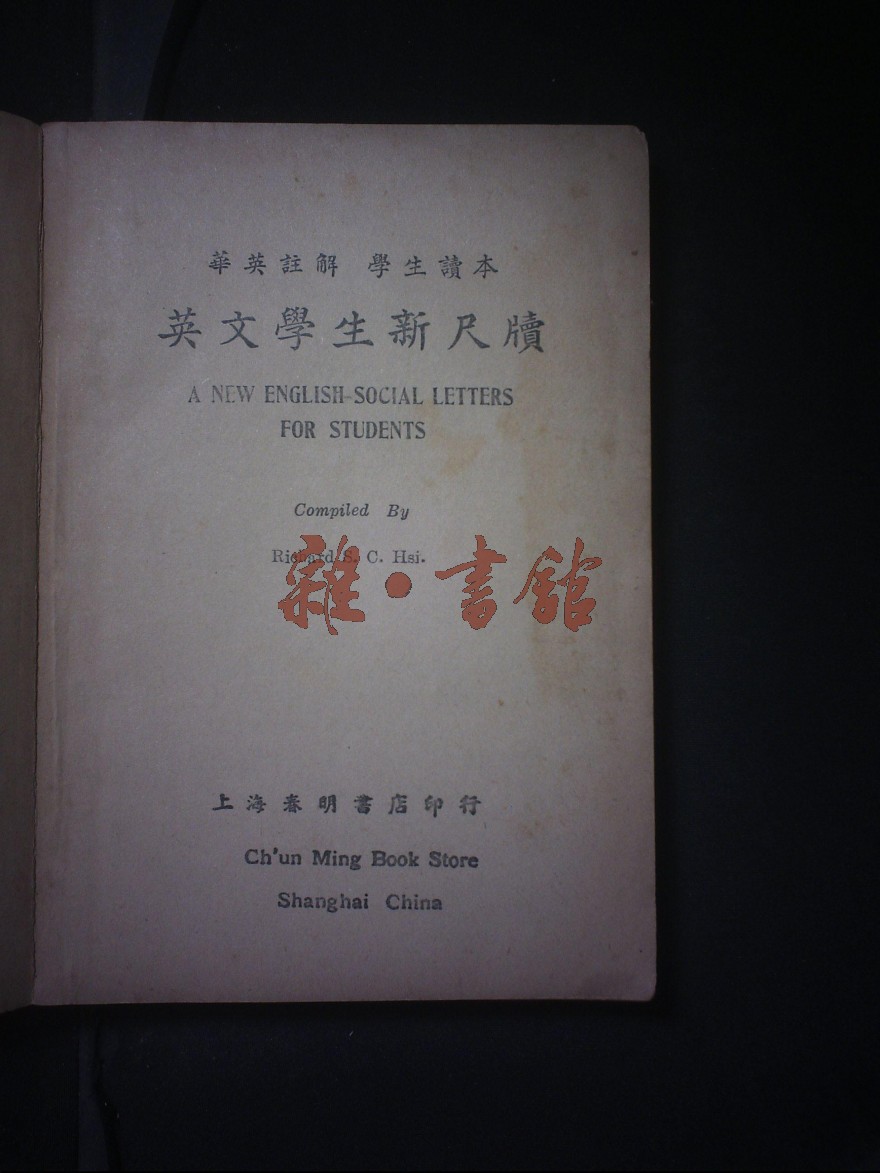 華英註解 學生讀本
英文學生新尺牘
A NEW ENGLISH-SOCIAL LETTERS
FOR STUDENTS
Compiled By
Richard S. C. Hsi.
雜·書館
上海春明書店印行
Ch'un Ming Book Store
Shanghai China